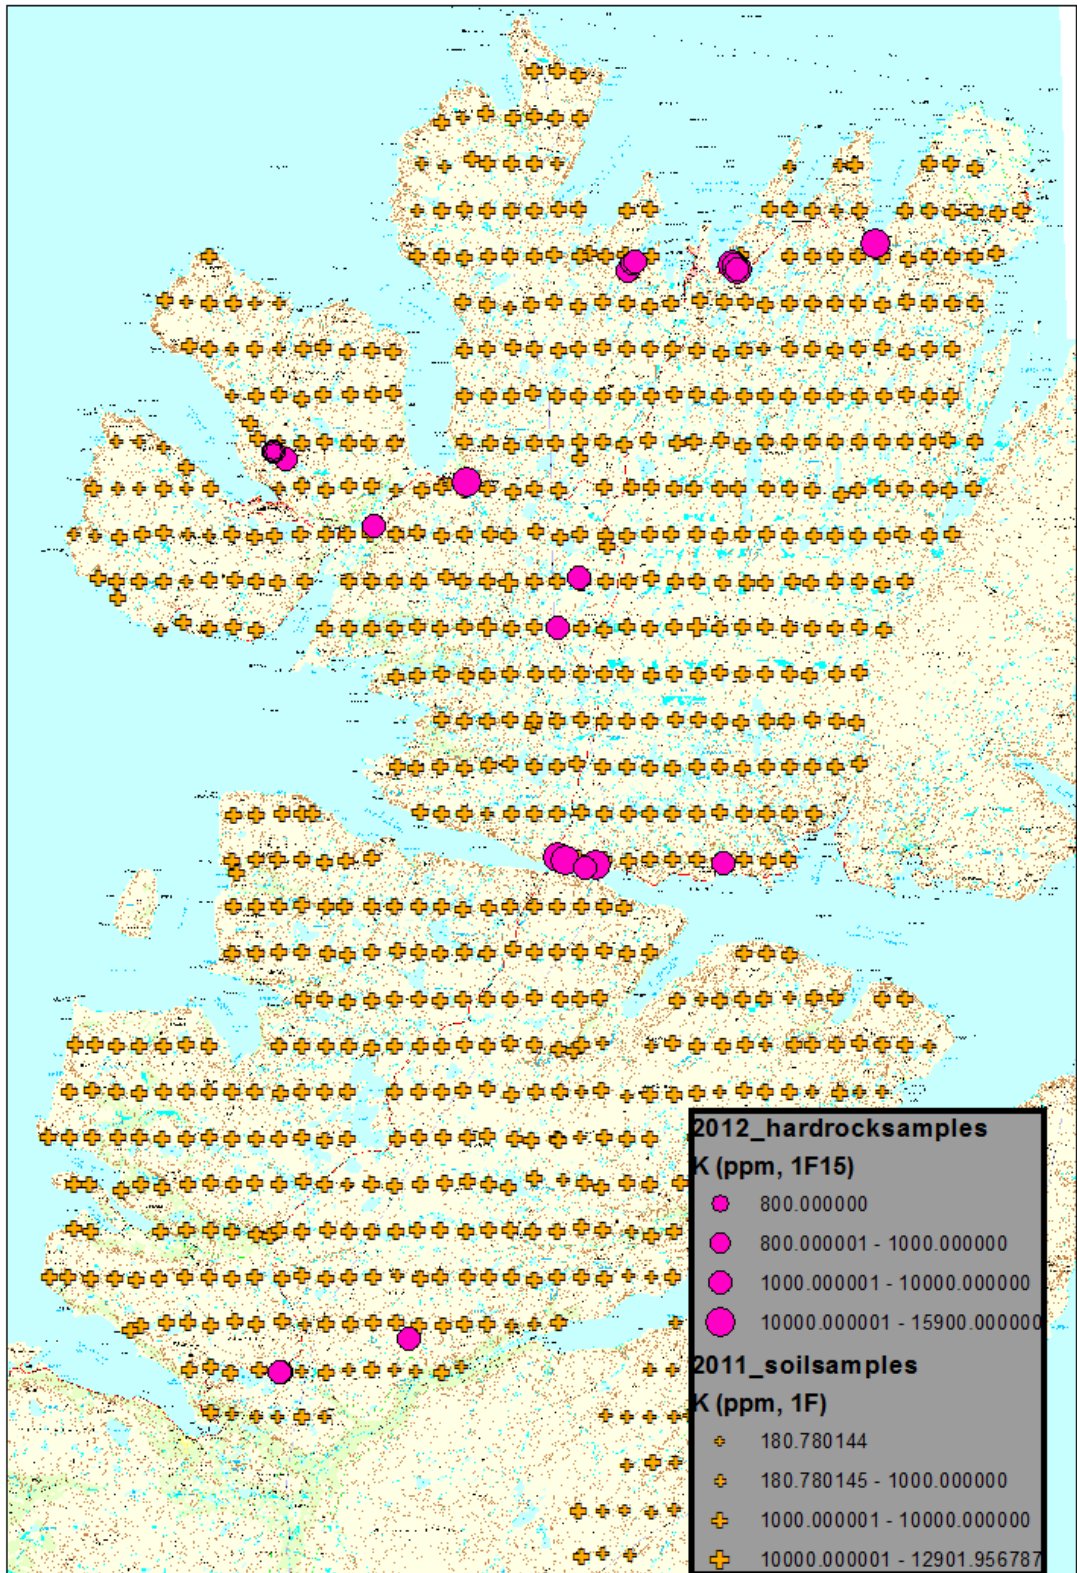 2012_hardrocksamples
K (ppm, 1F15)
800.000000
800.000001 - 1000.000000
1000.000001 - 10000.000000
10000.000001 - 15900.000000
2011_soilsamples
K (ppm, 1F)
180.780144
180.780145 - 1000.000000
1000.000001 - 10000.000000
10000.000001 - 12901.956787